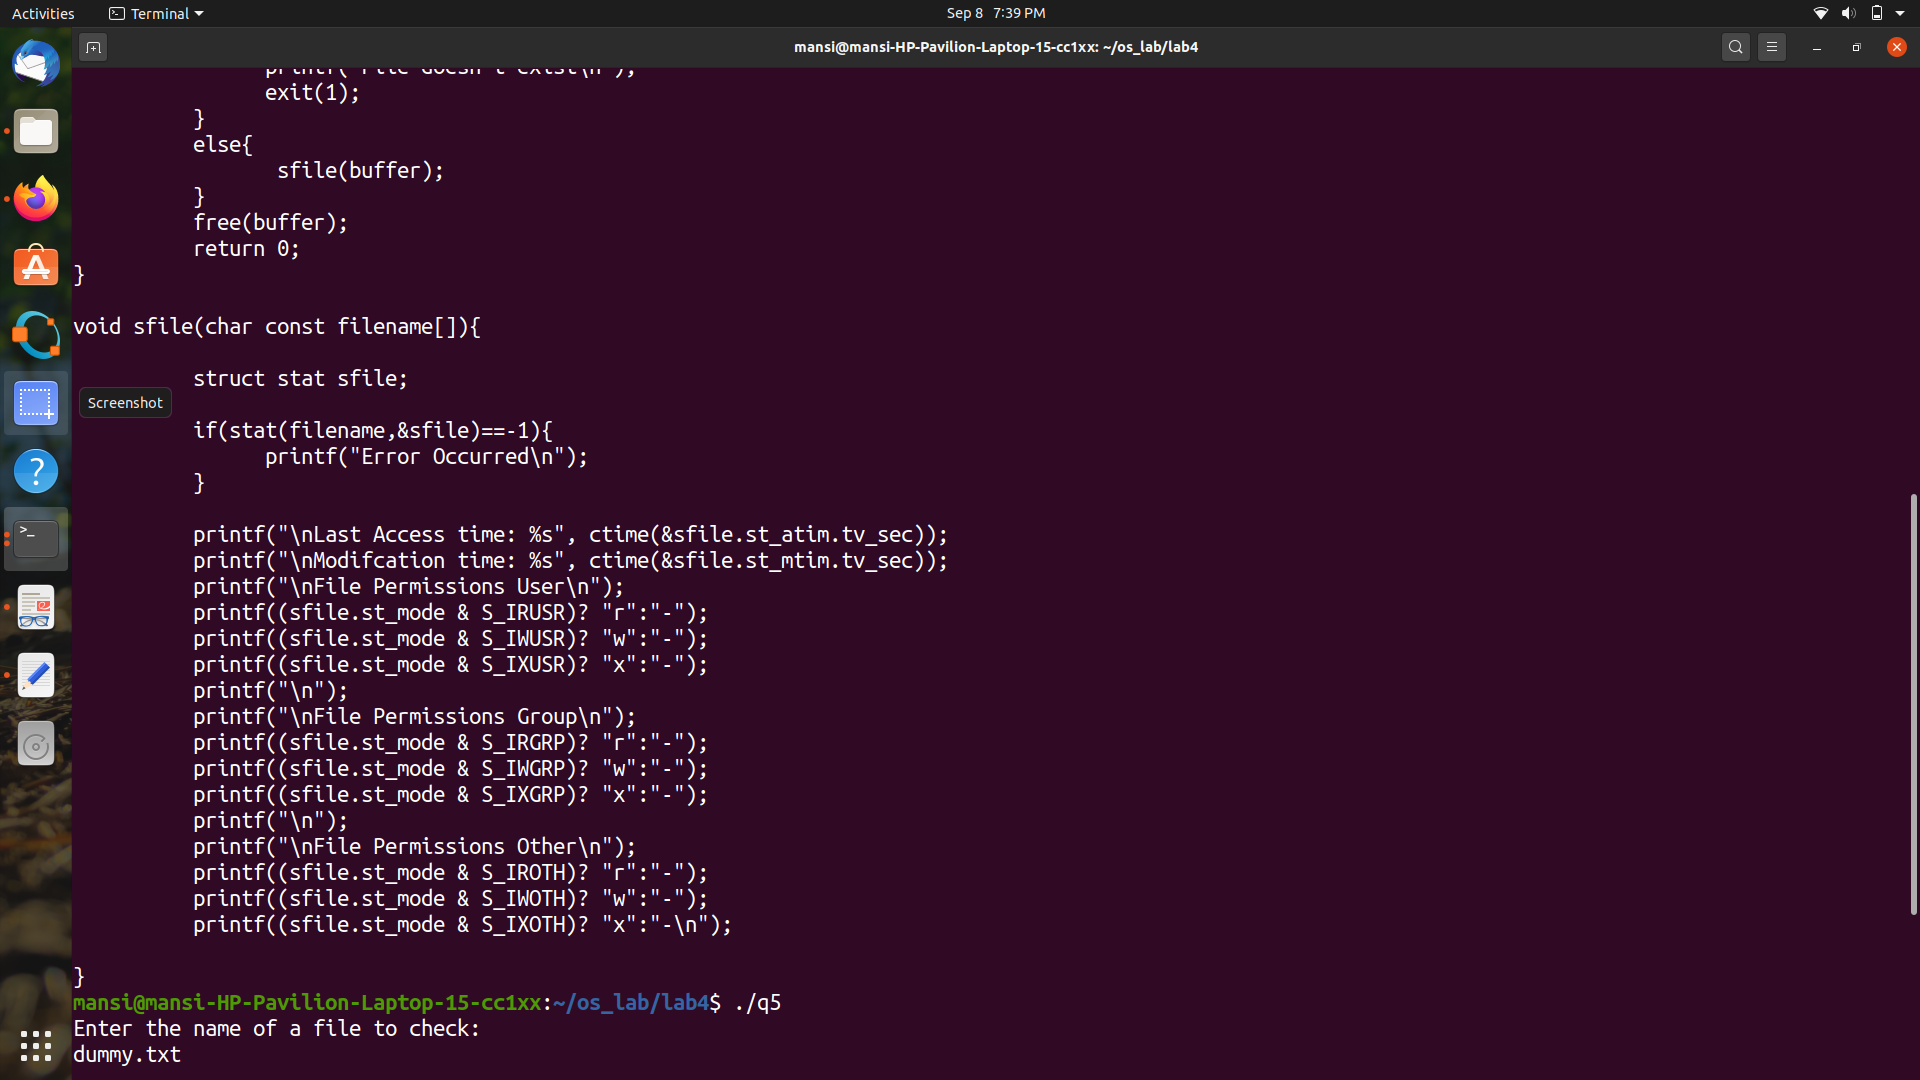 Activities
Terminal
Sep 8 7:39 PM
mansi@mansi-HP-Pavilion-Laptop-15-cc1xx: ~/os_lab/lab4
printf("File doesn't exist\n");
exit(1);
}
else{
sfile(buffer);
}
free(buffer);
return 0;
}
void sfile(char const filename[]){
struct stat sfile;
Screenshot
if(stat(filename,&sfile)==-1){
printf("Error Occurred\n");
}
printf("\nLast Access time: %s", ctime(&sfile.st_atim.tv_sec));
printf("\nModifcation time: %s", ctime(&sfile.st_mtim.tv_sec));
printf("\nFile Permissions User\n");
printf((sfile.st_mode & S_IRUSR)? "r":"-");
printf((sfile.st_mode & S_IWUSR)? "w":"-");
printf((sfile.st_mode & S_IXUSR)? "x":"-");
printf("\n");
printf("\nFile Permissions Group\n");
printf((sfile.st_mode & S_IRGRP)? "r":"-");
printf((sfile.st_mode & S_IWGRP)? "w":"-");
printf((sfile.st_mode & S_IXGRP)? "x":"-");
printf("\n");
printf("\nFile Permissions Other\n");
printf((sfile.st_mode & S_IROTH)? "r":"-");
printf((sfile.st_mode & S_IWOTH)? "w":"-");
printf((sfile.st_mode & S_IXOTH)? "x":"-\n");
}
mansi@mansi-HP-Pavilion-Laptop-15-cc1xx:~/os_lab/lab4$ ./q5
Enter the name of a file to check:
dummy.txt